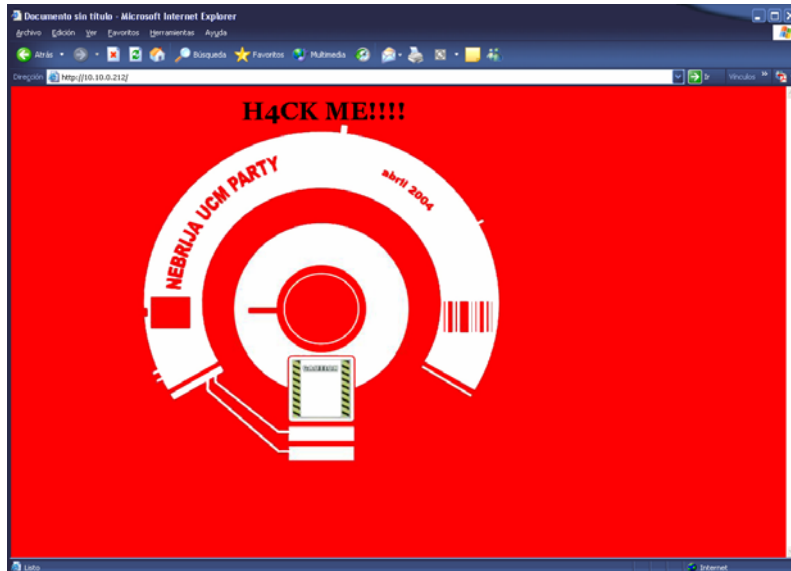 Documento sin título - Microsoft Internet Explorer
Archivo Edición Ver Favoritos Herramientas Ayuda
Atrás Búsqueda Favoritos Multimedia
Dirección http://10.10.0.212/ Ir Vínculos »
H4CK ME!!!!
NEBRIJA UCM PARTY
abril 2004
Listo Internet